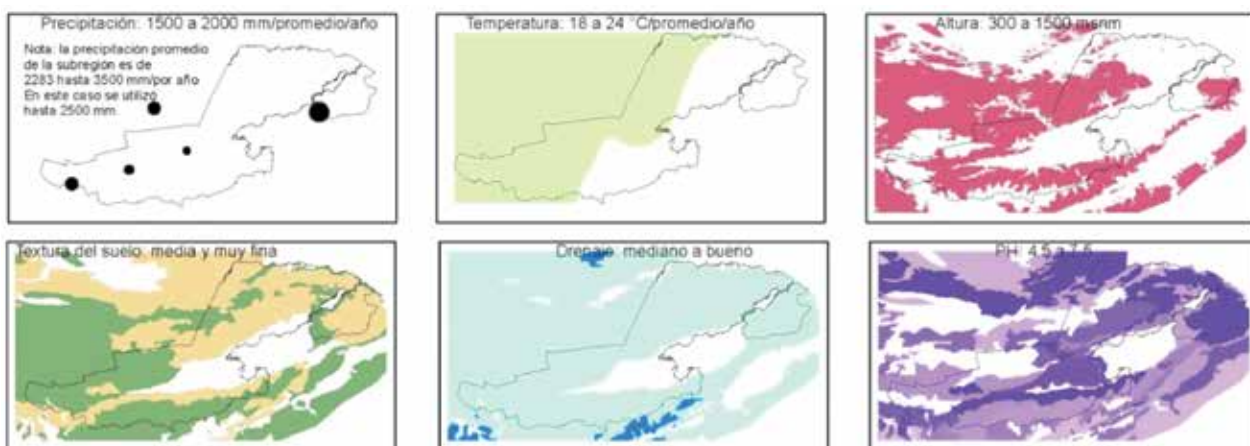 Precipitación: 1500 a 2000 mm/promedio/año
Nota: la precipitación promedio
de la subregión es de
2283 hasta 3500 mm/por año
En este caso se utilizó
hasta 2500 mm.
Temperatura: 18 a 24 °C/promedio/año
Altura: 300 a 1500 msnm
Textura del suelo: media y muy fina
Drenaje: mediano a bueno
PH: 4.5 a 7.5